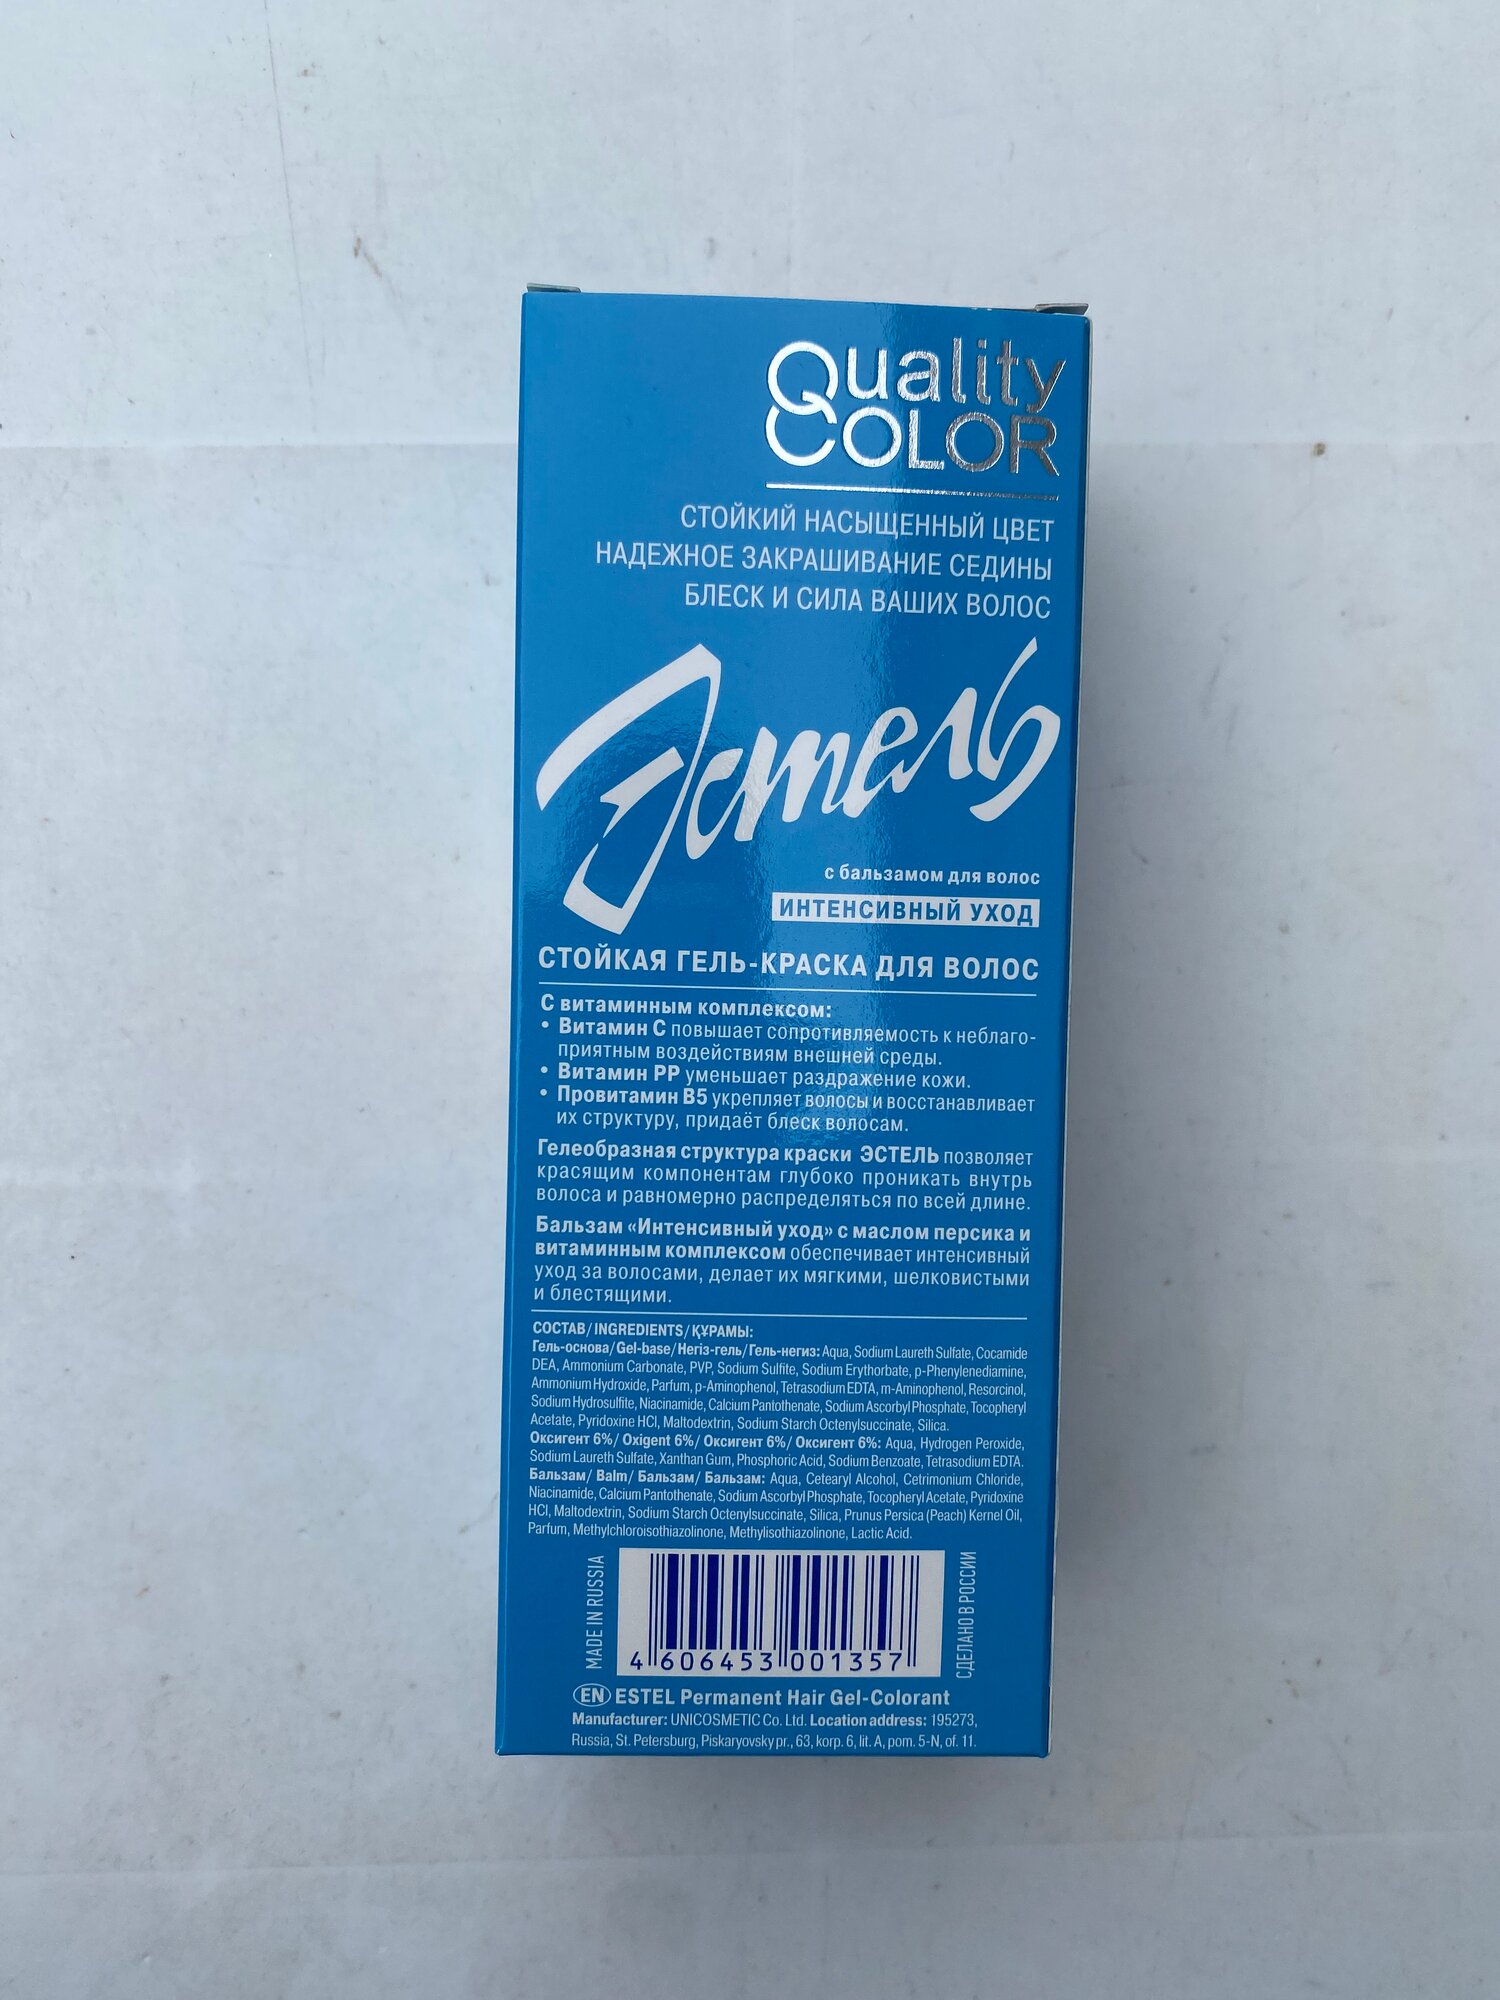 Quality
COLOR
СТОЙКИЙ НАСЫЩЕННЫЙ ЦВЕТ
НАДЕЖНОЕ ЗАКРАШИВАНИЕ СЕДИНЫ
БЛЕСК И СИЛА ВАШИХ ВОЛОС
Эстель
с бальзамом для волос
ИНТЕНСИВНЫЙ УХОД
СТОЙКАЯ ГЕЛЬ-КРАСКА ДЛЯ ВОЛОС
С витаминным комплексом:
• Витамин С повышает сопротивляемость к неблаго-
приятным воздействиям внешней среды.
• Витамин РР уменьшает раздражение кожи.
• Провитамин В5 укрепляет волосы и восстанавливает
их структуру, придаёт блеск волосам.
Гелеобразная структура краски ЭСТЕЛЬ позволяет
красящим компонентам глубоко проникать внутрь
волоса и равномерно распределяться по всей длине.
Бальзам «Интенсивный уход» с маслом персика и
витаминным комплексом обеспечивает интенсивный
уход за волосами, делает их мягкими, шелковистыми
и блестящими.
СОСТАВ/INGREDIENTS/ҚҰРАМЫ:
Гель-основа/Gel-base/Негіз-гель/Гель-негиз: Aqua, Sodium Laureth Sulfate, Cocamide
DEA, Ammonium Carbonate, PVP, Sodium Sulfite, Sodium Erythorbate, p-Phenylenediamine,
Ammonium Hydroxide, Parfum, p-Aminophenol, Tetrasodium EDTA, m-Aminophenol, Resorcinol,
Sodium Hydrosulfite, Niacinamide, Calcium Pantothenate, Sodium Ascorbyl Phosphate, Tocopheryl
Acetate, Pyridoxine HCl, Maltodextrin, Sodium Starch Octenylsuccinate, Silica.
Оксигент 6%/ Oxigent 6%/ Оксигент 6%/ Оксигент 6%: Aqua, Hydrogen Peroxide,
Sodium Laureth Sulfate, Xanthan Gum, Phosphoric Acid, Sodium Benzoate, Tetrasodium EDTA.
Бальзам/ Balm/ Бальзам/ Бальзам: Aqua, Cetearyl Alcohol, Cetrimonium Chloride,
Niacinamide, Calcium Pantothenate, Sodium Ascorbyl Phosphate, Tocopheryl Acetate, Pyridoxine
HCl, Maltodextrin, Sodium Starch Octenylsuccinate, Silica, Prunus Persica (Peach) Kernel Oil,
Parfum, Methylchloroisothiazolinone, Methylisothiazolinone, Lactic Acid.
MADE IN RUSSIA
4 606453 001357
СДЕЛАНО В РОССИИ
EN ESTEL Permanent Hair Gel-Colorant
Manufacturer: UNICOSMETIC Co. Ltd. Location address: 195273,
Russia, St. Petersburg, Piskaryovsky pr., 63, korp. 6, lit. A, pom. 5-N, of. 11.